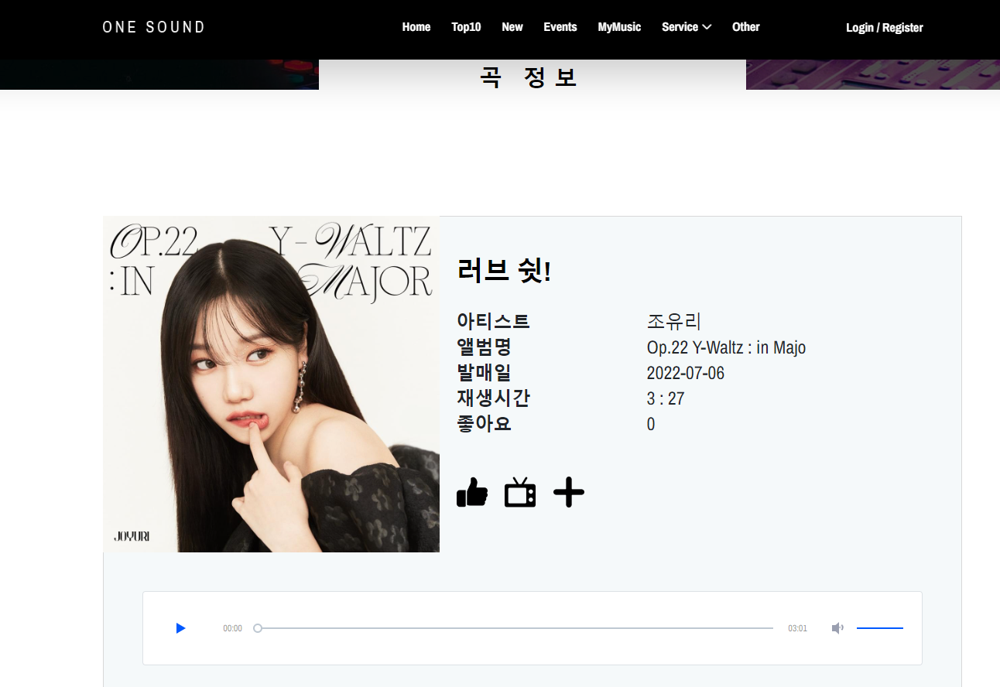 ONE SOUND
Home Top10 New Events MyMusic Service Other
Login / Register
곡 정보
OP.22 Y-WALTZ
: IN MAJOR
JOYURI
러브 쉿!
아티스트 조유리
앨범명 Op.22 Y-Waltz : in Majo
발매일 2022-07-06
재생시간 3 : 27
좋아요 0
00:00 03:01